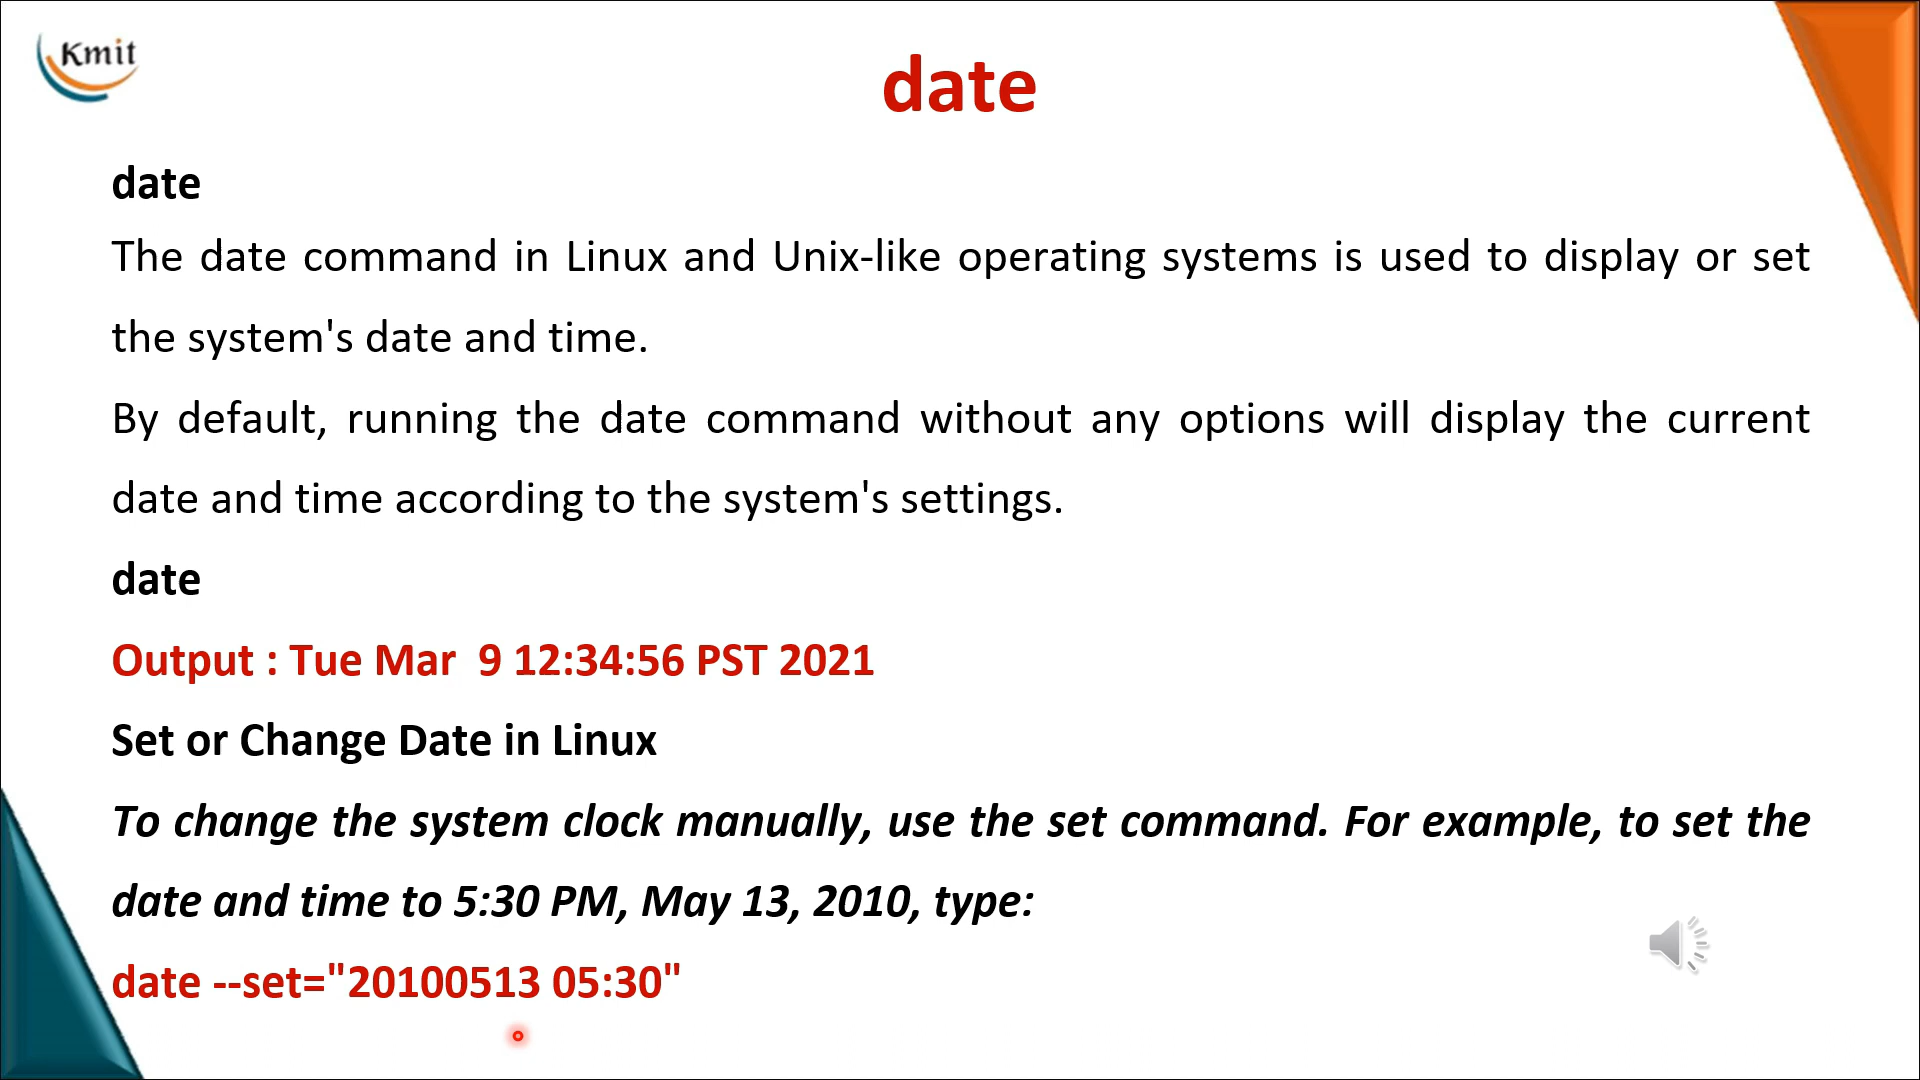 Kmit
date
date
The date command in Linux and Unix-like operating systems is used to display or set
the system's date and time.
By default, running the date command without any options will display the current
date and time according to the system's settings.
date
Output : Tue Mar  9 12:34:56 PST 2021
Set or Change Date in Linux
To change the system clock manually, use the set command. For example, to set the
date and time to 5:30 PM, May 13, 2010, type:
date --set="20100513 05:30"